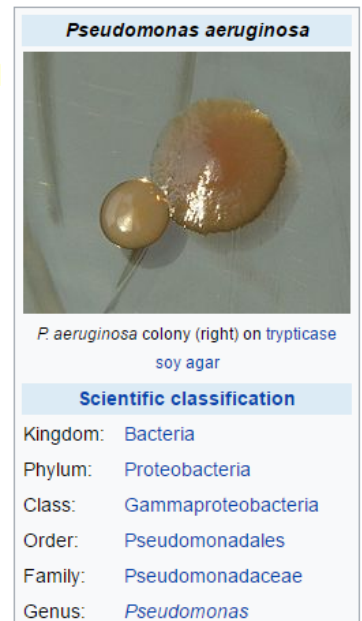 Pseudomonas aeruginosa
P. aeruginosa colony (right) on trypticase
soy agar
Scientific classification
Kingdom: Bacteria
Phylum: Proteobacteria
Class: Gammaproteobacteria
Order: Pseudomonadales
Family: Pseudomonadaceae
Genus: Pseudomonas